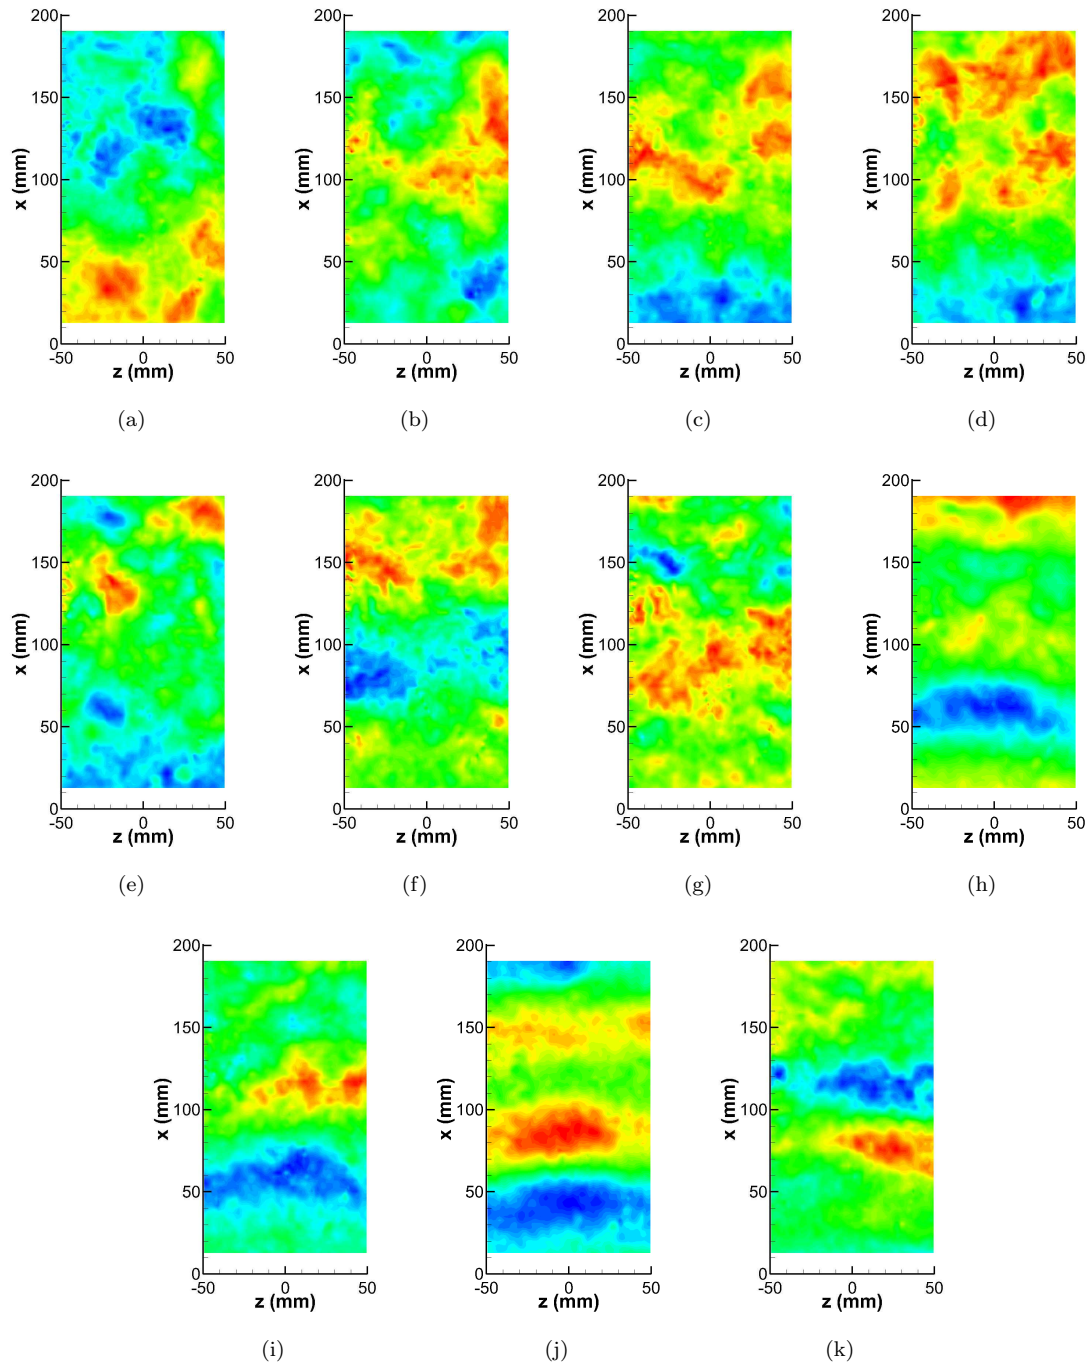 200 200 200 200
150 150 150 150
x (mm) x (mm) x (mm) x (mm)
100 100 100 100
50 50 50 50
0 0 0 0
-50 0 50 -50 0 50 -50 0 50 -50 0 50
z (mm) z (mm) z (mm) z (mm)
(a) (b) (c) (d)
200 200 200 200
150 150 150 150
x (mm) x (mm) x (mm) x (mm)
100 100 100 100
50 50 50 50
0 0 0 0
-50 0 50 -50 0 50 -50 0 50 -50 0 50
z (mm) z (mm) z (mm) z (mm)
(e) (f) (g) (h)
200 200 200
150 150 150
x (mm) x (mm) x (mm)
100 100 100
50 50 50
0 0 0
-50 0 50 -50 0 50 -50 0 50
z (mm) z (mm) z (mm)
(i) (j) (k)